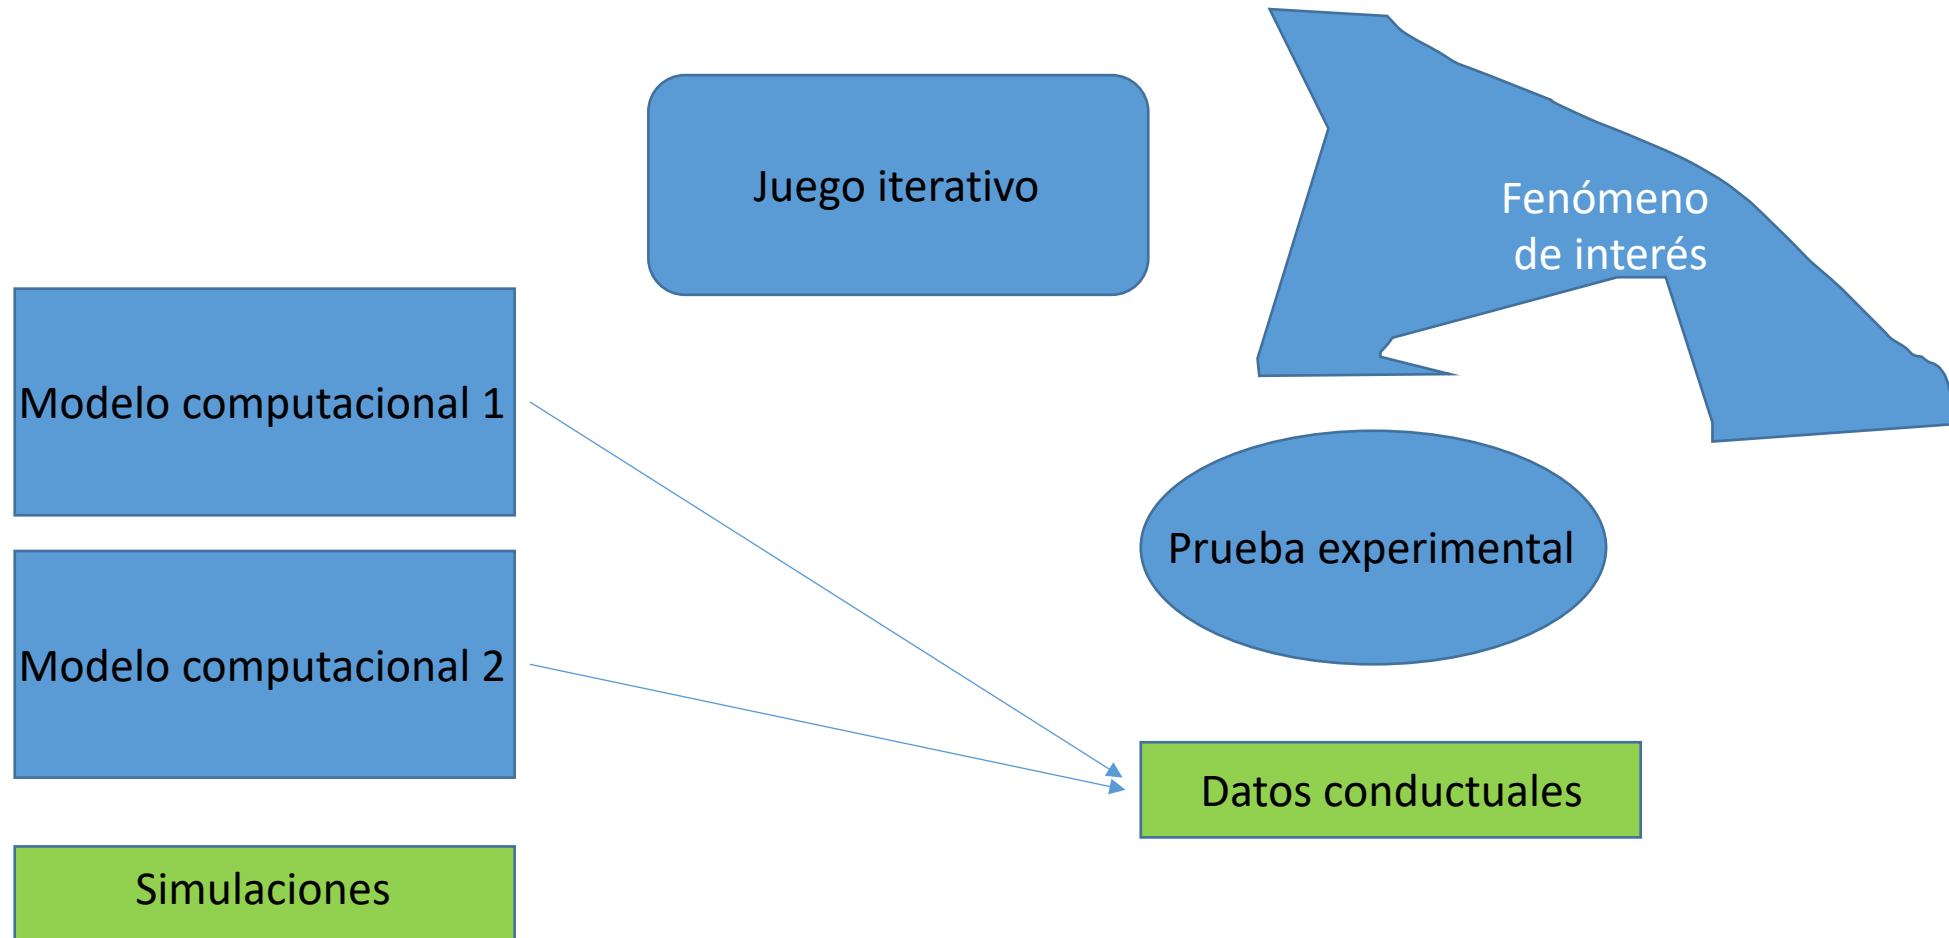 Juego iterativo
Fenómeno
de interés
Modelo computacional 1
Prueba experimental
Modelo computacional 2
Datos conductuales
Simulaciones